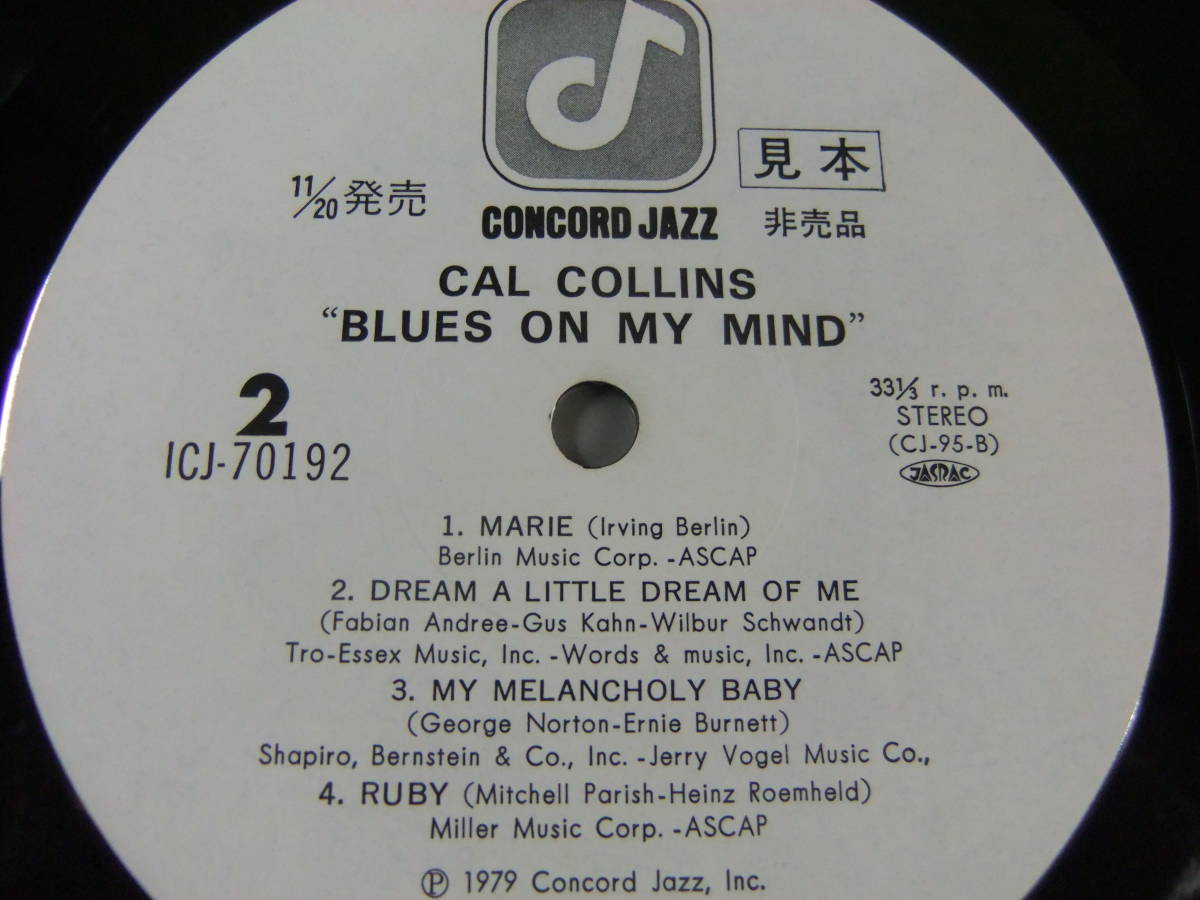 見本
11/20 発売
CONCORD JAZZ
非売品
CAL COLLINS
"BLUES ON MY MIND"
2
ICJ-70192
33⅓ r. p. m.
STEREO
(CJ-95-B)
JASRAC
1. MARIE (Irving Berlin)
Berlin Music Corp. -ASCAP
2. DREAM A LITTLE DREAM OF ME
(Fabian Andree-Gus Kahn-Wilbur Schwandt)
Tro-Essex Music, Inc. -Words & music, Inc. -ASCAP
3. MY MELANCHOLY BABY
(George Norton-Ernie Burnett)
Shapiro, Bernstein & Co., Inc. -Jerry Vogel Music Co.,
4. RUBY (Mitchell Parish-Heinz Roemheld)
Miller Music Corp. -ASCAP
℗ 1979 Concord Jazz, Inc.